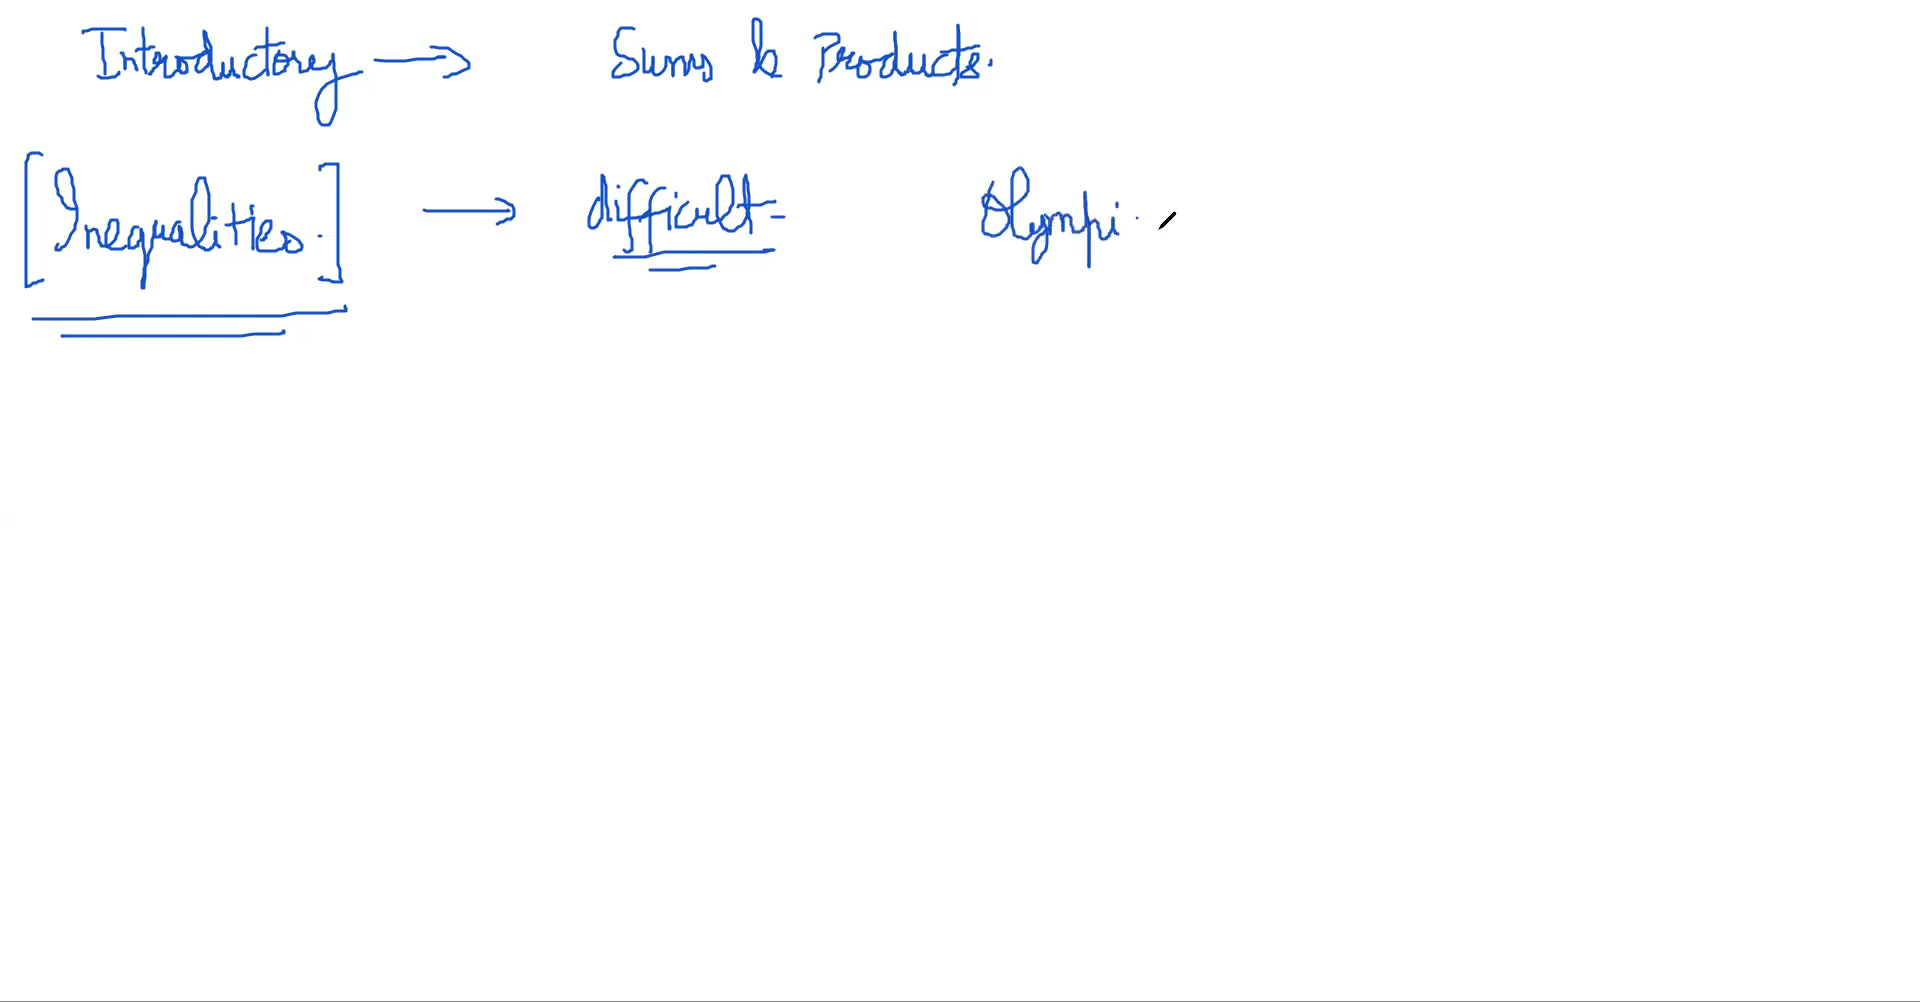 Introductory → Sums & Products.
[Inequalities.] → difficult- Olympi